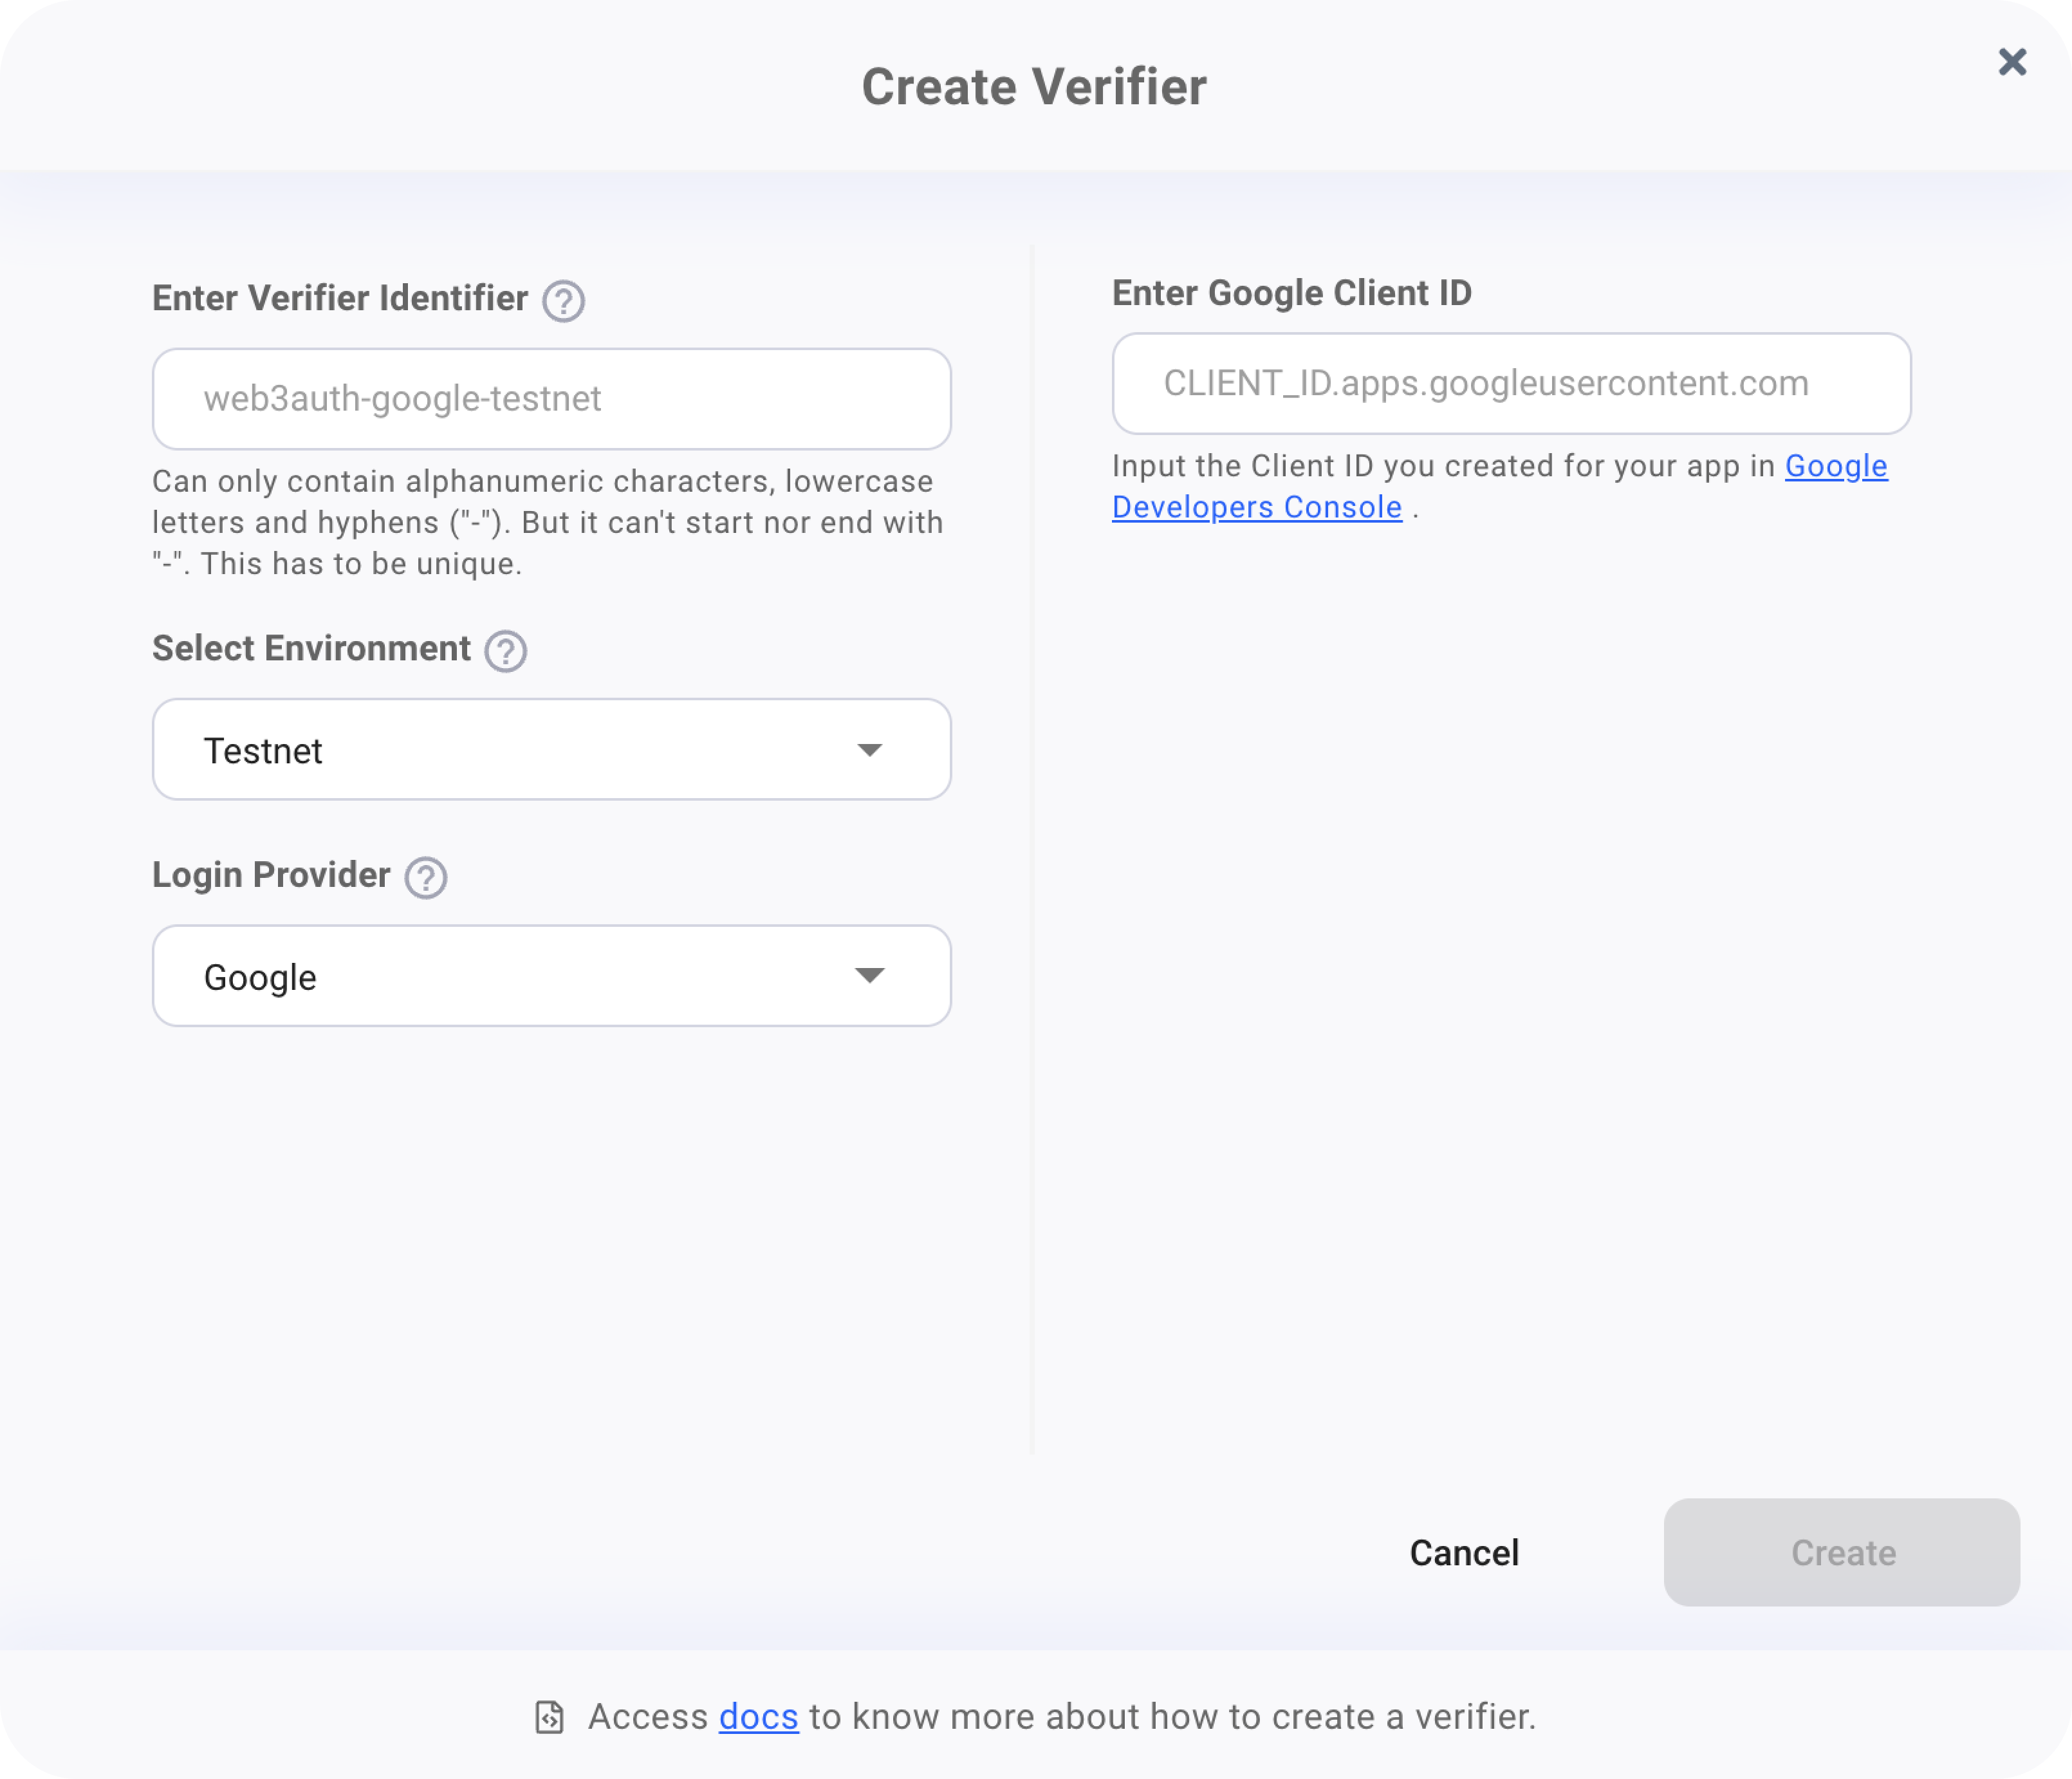 Create Verifier
Enter Verifier Identifier
web3auth-google-testnet
Can only contain alphanumeric characters, lowercase
letters and hyphens ("-"). But it can't start nor end with
"-". This has to be unique.
Select Environment
Testnet
Login Provider
Google
Enter Google Client ID
CLIENT_ID.apps.googleusercontent.com
Input the Client ID you created for your app in Google
Developers Console .
Cancel
Create
Access docs to know more about how to create a verifier.